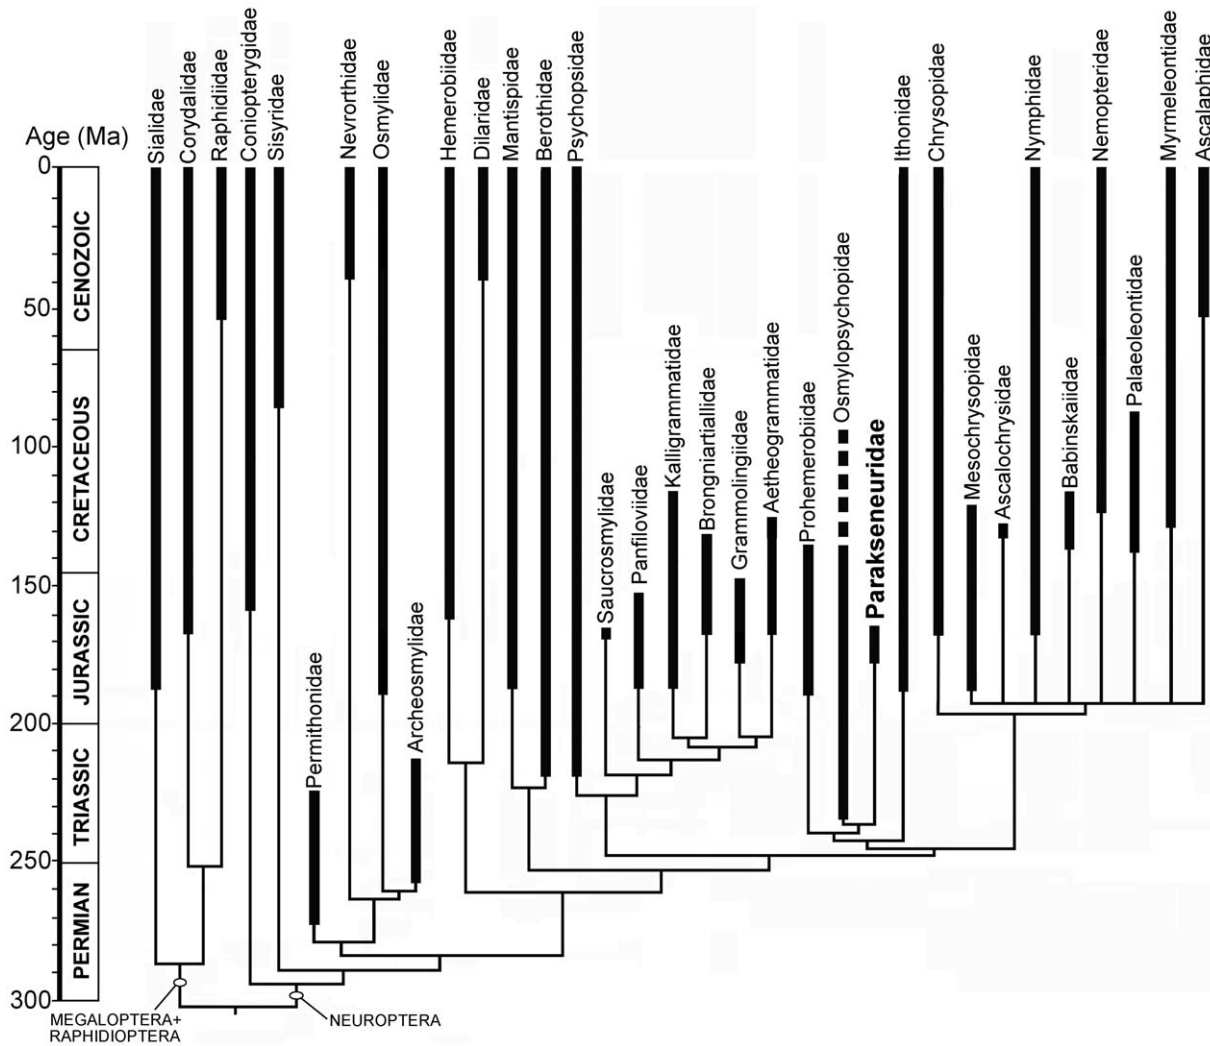 Age (Ma)
0
50
100
150
200
250
300
CENOZOIC
CRETACEOUS
JURASSIC
TRIASSIC
PERMIAN
Sialidae
Corydalidae
Raphidiidae
Coniopterygidae
Sisyridae
Permithonidae
Nevrorthidae
Osmylidae
Archeosmylidae
Hemerobiidae
Dilaridae
Mantispidae
Berothidae
Psychopsidae
Saucrosmylidae
Panfiloviidae
Kalligrammatidae
Brongniartiallidae
Grammolingiidae
Aetheogrammatidae
Prohemerobiidae
Osmylopsychopidae
Parakseneuridae
Ithonidae
Chrysopidae
Mesochrysopidae
Ascalochrysidae
Nymphidae
Babinskaiidae
Nemopteridae
Palaeoleontidae
Myrmeleontidae
Ascalaphidae
MEGALOPTERA+
RAPHIDIOPTERA
NEUROPTERA